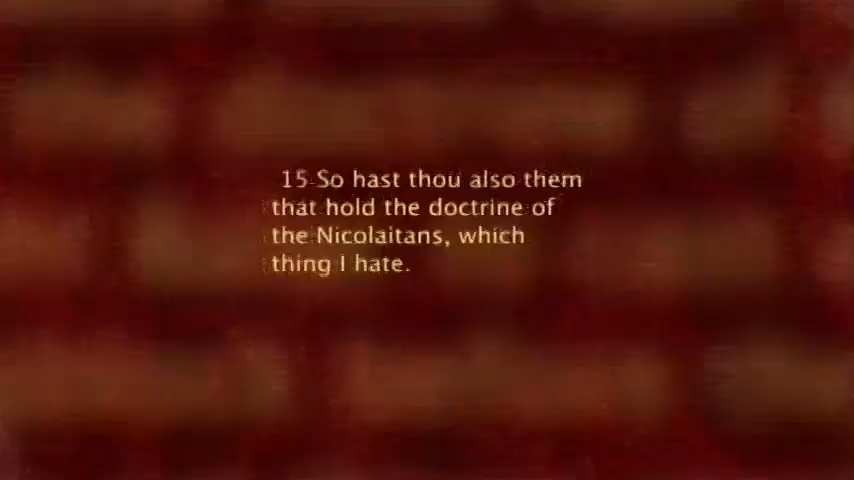 15 So hast thou also them
that hold the doctrine of
the Nicolaitans, which
thing I hate.